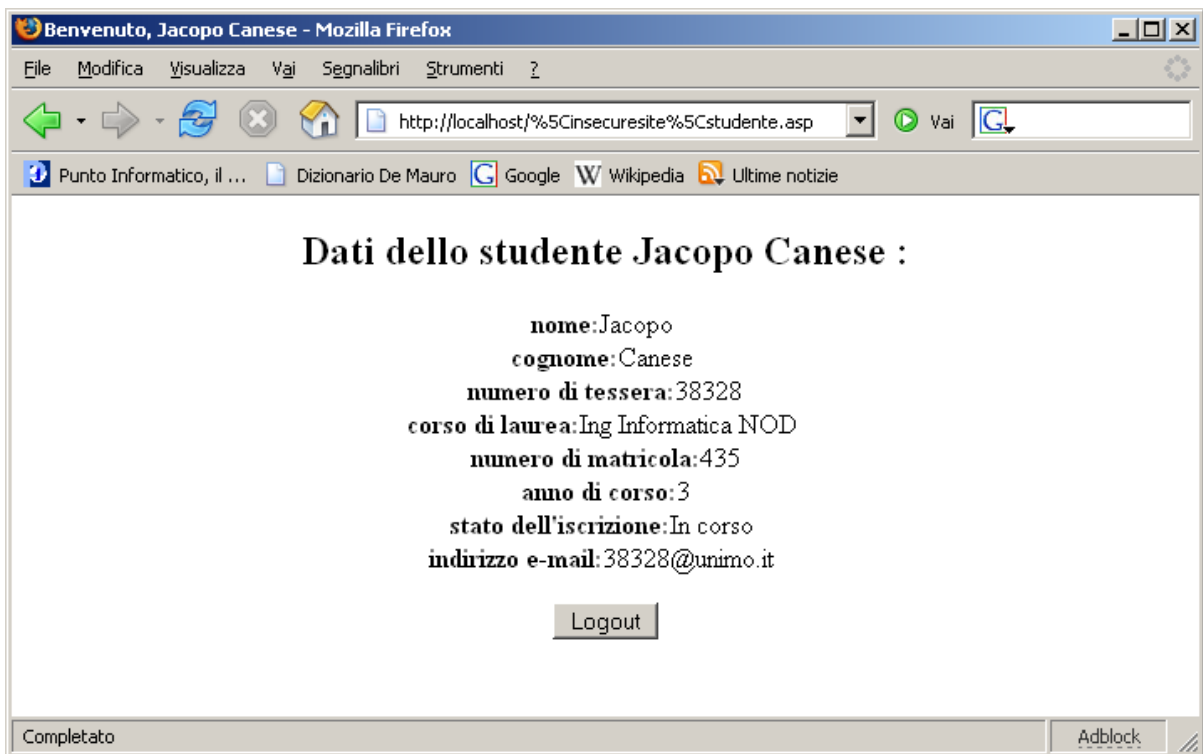 Benvenuto, Jacopo Canese - Mozilla Firefox
File Modifica Visualizza Vai Segnalibri Strumenti ?
http://localhost/%5Cinsecuresite%5Cstudente.asp Vai G
Punto Informatico, il ... Dizionario De Mauro G Google W Wikipedia Ultime notizie
Dati dello studente Jacopo Canese :
nome:Jacopo
cognome:Canese
numero di tessera:38328
corso di laurea:Ing Informatica NOD
numero di matricola:435
anno di corso:3
stato dell'iscrizione:In corso
indirizzo e-mail:38328@unimo.it
Logout
Completato Adblock